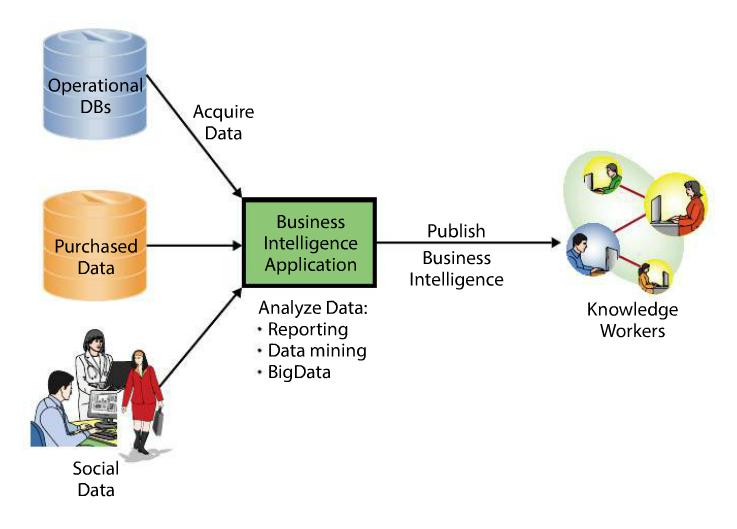 Operational
DBs
Acquire
Data
Purchased
Data
Business
Intelligence
Application
Publish
Business
Intelligence
Analyze Data:
• Reporting
• Data mining
• BigData
Knowledge
Workers
Social
Data